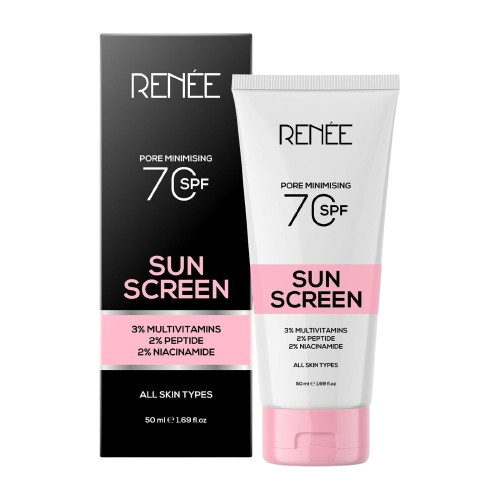 RENÉE
PORE MINIMISING
70 SPF
SUN
SCREEN
3% MULTIVITAMINS
2% PEPTIDE
2% NIACINAMIDE
ALL SKIN TYPES
50 ml ℮ 1.69 fl.oz
RENÉE
PORE MINIMISING
70 SPF
SUN
SCREEN
3% MULTIVITAMINS
2% PEPTIDE
2% NIACINAMIDE
ALL SKIN TYPES
50 ml ℮ 1.69 fl.oz